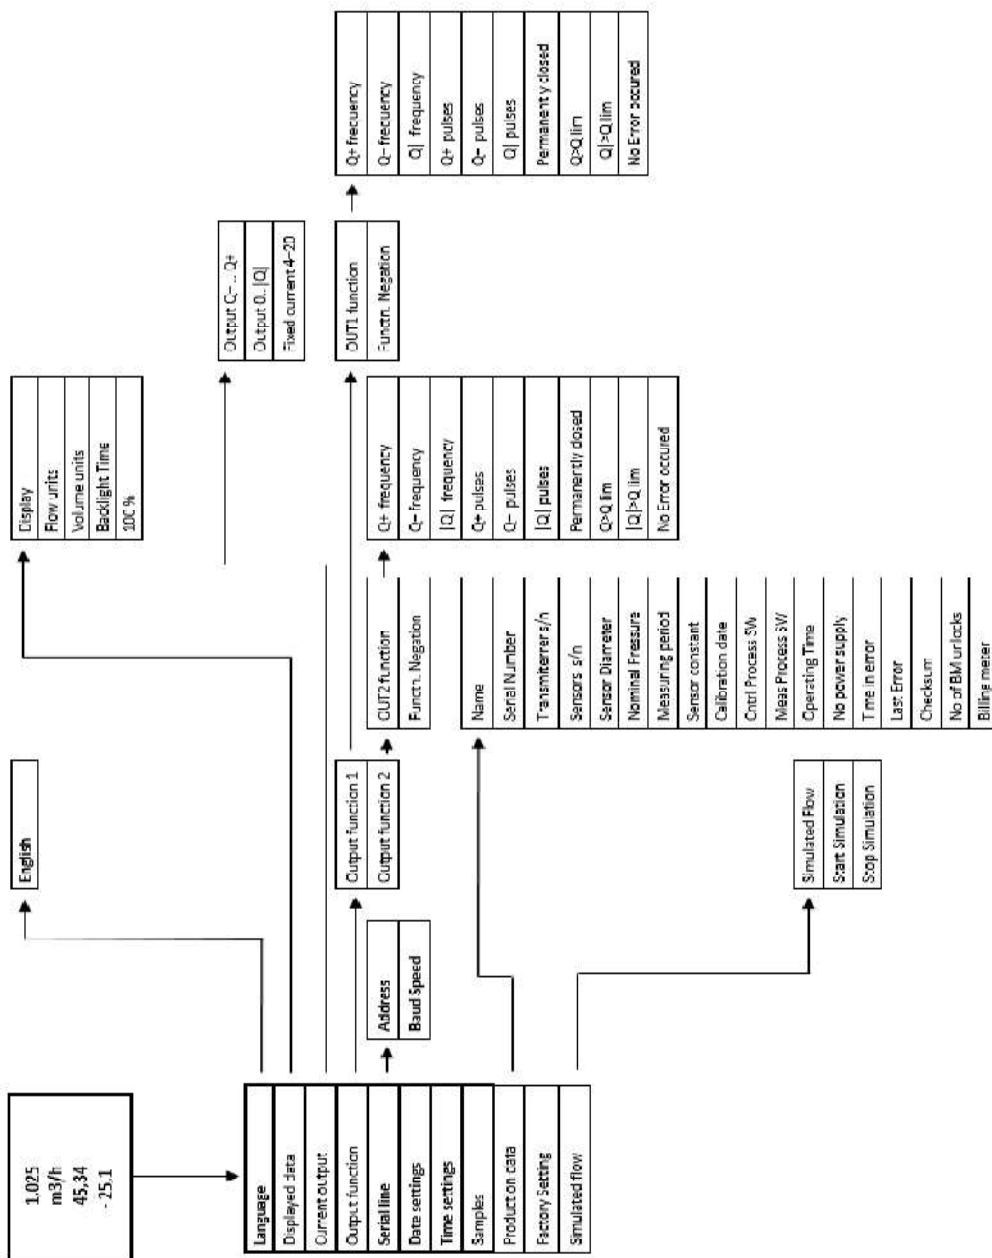 1.025
m3/h
45,34
- 25,1
Language
Displayed data
Current output
Output function
Serial line
Date settings
Time settings
Samples
Production data
Factory Setting
Simulated flow
English
Display
Flow units
Volume units
Backlight Time
100 %
Output Q- .. Q+
Output 0.. |Q|
Fixed current 4-20
Address
Baud Speed
Output function 1
Output function 2
OUT1 function
Functn. Negation
Q+ frecuency
Q- frequency
Q| frequency
Q+ pulses
Q- pulses
Q| pulses
Permanent y closed
Q>Q lim
Q|>Q lim
No Error occured
OUT2 function
Functn. Negation
Q+ frequency
Q- frequency
|Q| frequency
Q+ pulses
Q- pulses
|Q| pulses
Permanently closed
Q>Q lim
|Q|>Q lim
No Error occured
Name
Serial Number
Transmiterrer s/n
Sensors s/n
Sensor Diameter
Nominal Pressure
Measuring period
Sensor constant
Calibration date
Cntrl Process SW
Meas Process SW
Operating Time
No power supply
Time in error
Last Error
Checksum
No of BM unlocks
Billing meter
Simulated Flow
Start Simulation
Stop Simulation